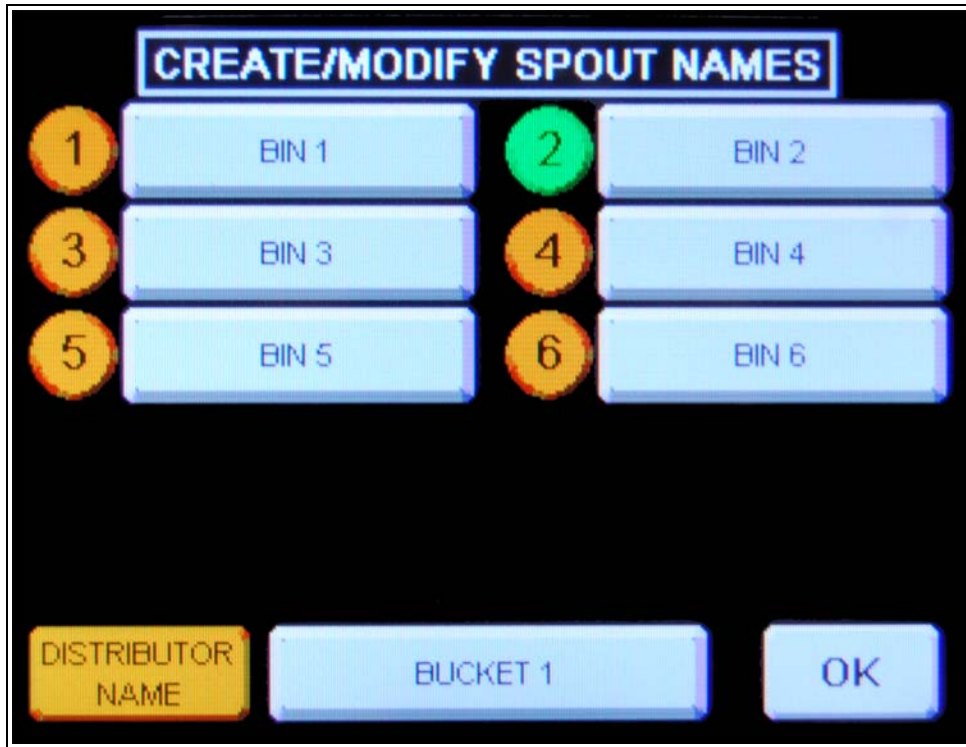 CREATE/MODIFY SPOUT NAMES
1 BIN 1 2 BIN 2
3 BIN 3 4 BIN 4
5 BIN 5 6 BIN 6
DISTRIBUTOR
NAME
BUCKET 1
OK